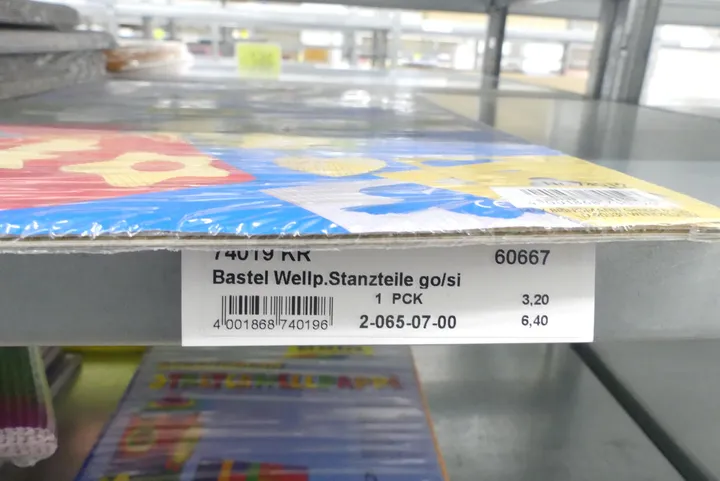 74019 KR 60667
Bastel Wellp.Stanzteile go/si
1 PCK 3,20
4 001868 740196 2-065-07-00 6,40
CE